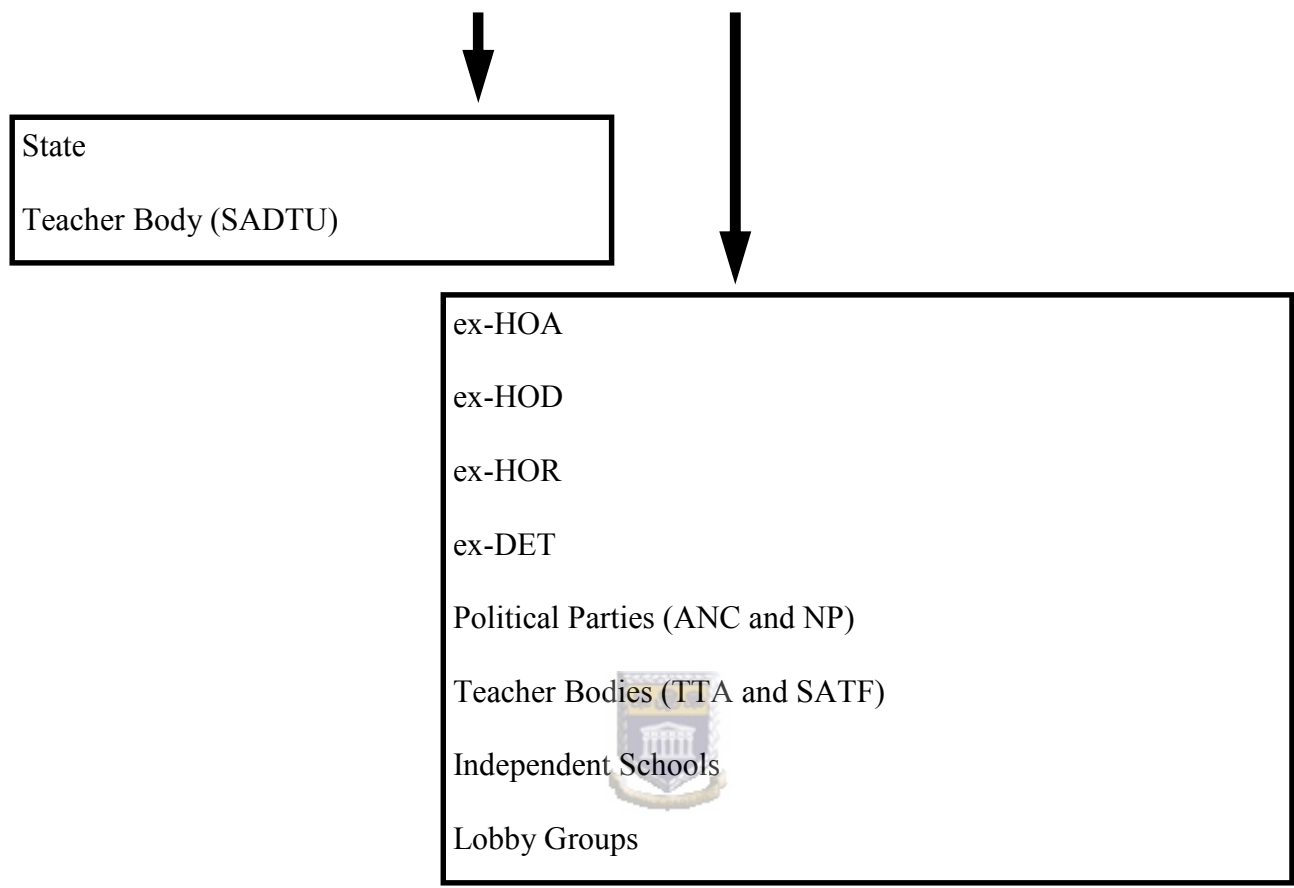 State
Teacher Body (SADTU)
ex-HOA
ex-HOD
ex-HOR
ex-DET
Political Parties (ANC and NP)
Teacher Bodies (TTA and SATF)
Independent Schools
Lobby Groups